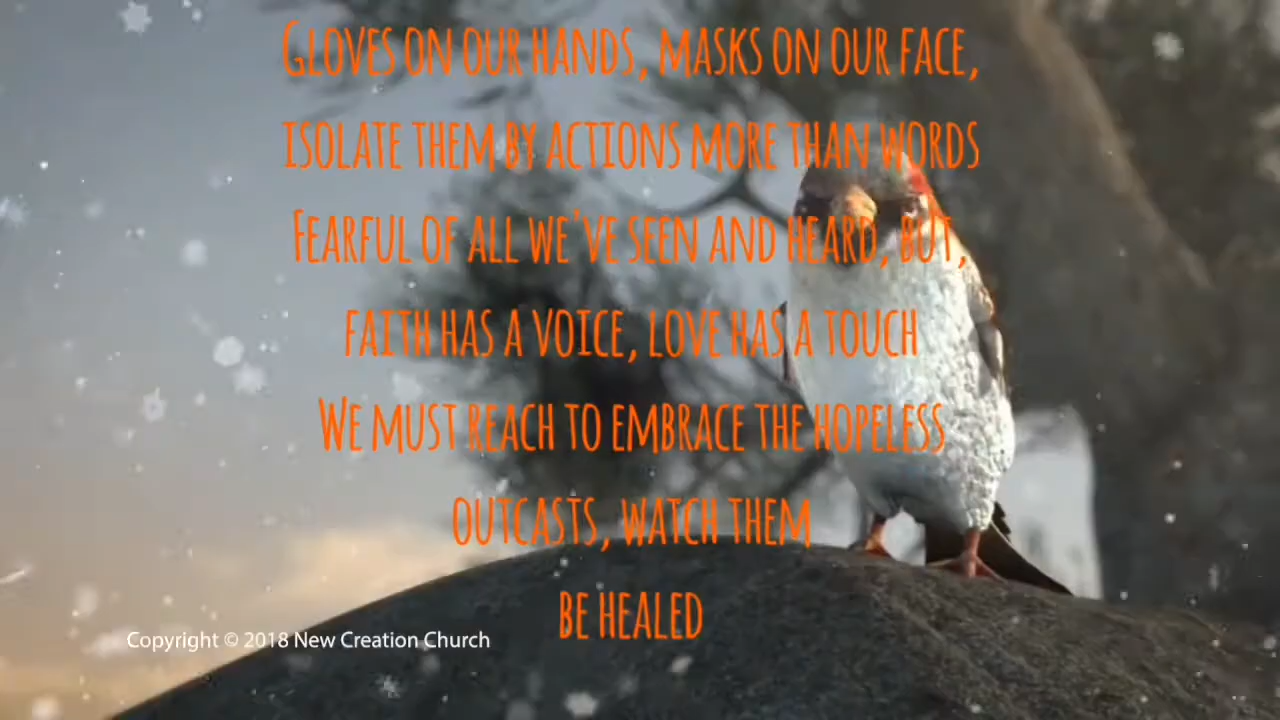 Gloves on our hands, masks on our face,
isolate them by actions more than words
Fearful of all we've seen and heard, but,
faith has a voice, love has a touch
We must reach to embrace the hopeless
outcasts, watch them
be healed
Copyright © 2018 New Creation Church